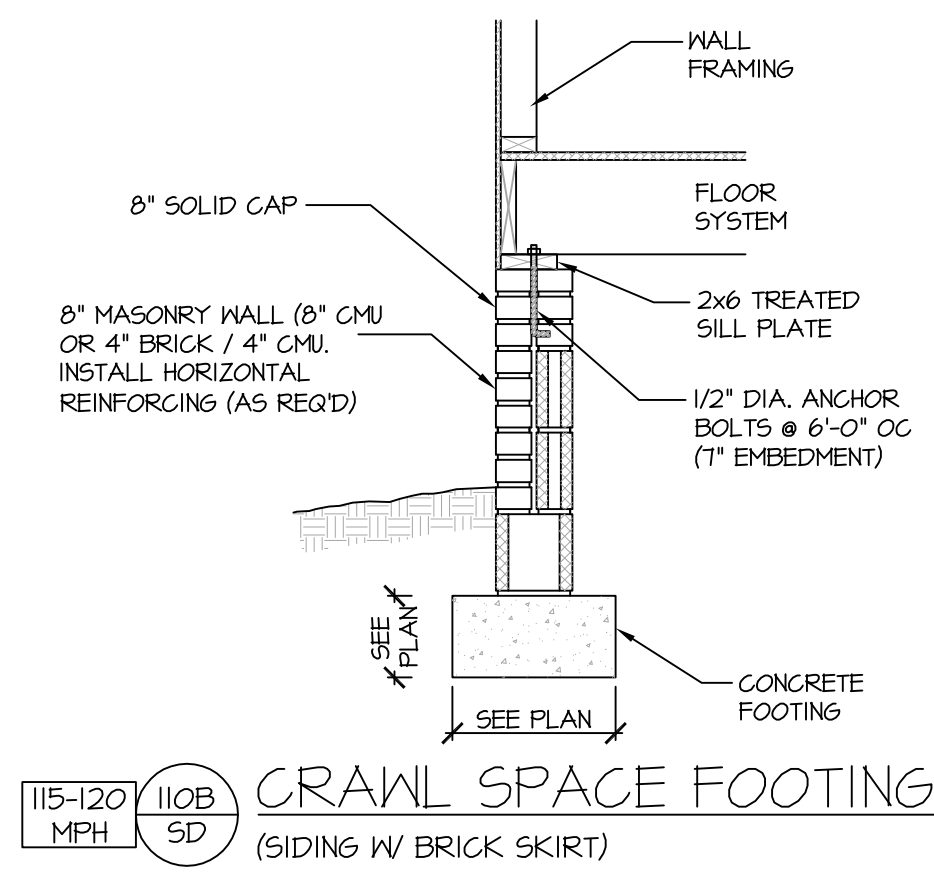 WALL
FRAMING
8" SOLID CAP
FLOOR
SYSTEM
8" MASONRY WALL (8" CMU
OR 4" BRICK / 4" CMU.
INSTALL HORIZONTAL
REINFORCING (AS REQ'D)
2x6 TREATED
SILL PLATE
1/2" DIA. ANCHOR
BOLTS @ 6'-0" OC
(7" EMBEDMENT)
SEE
PLAN
SEE PLAN
CONCRETE
FOOTING
115-120
MPH
110B
SD
CRAWL SPACE FOOTING
(SIDING W/ BRICK SKIRT)